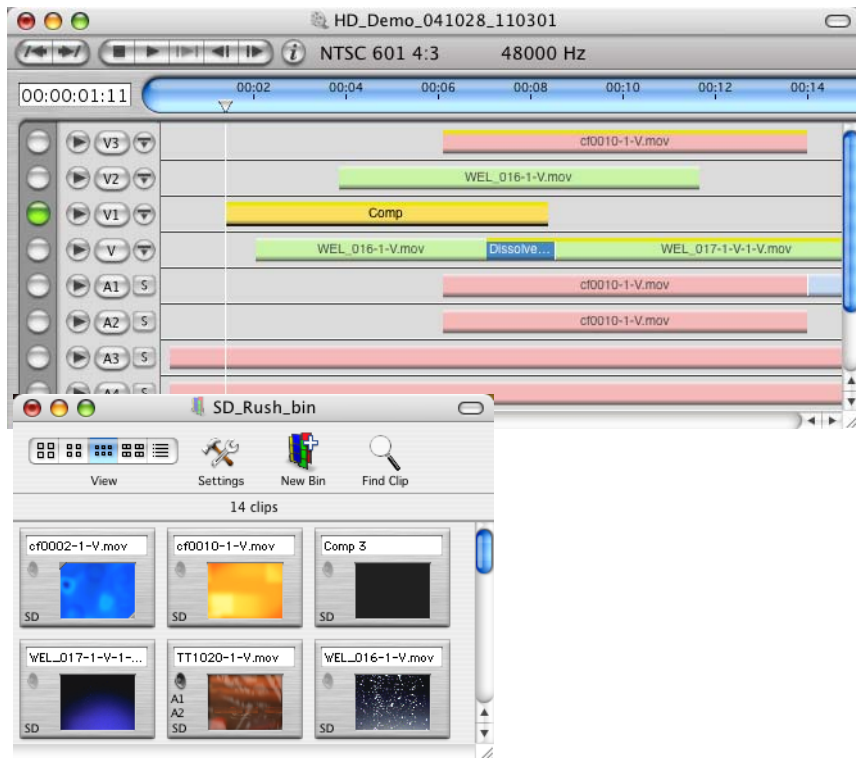 HD_Demo_041028_110301
NTSC 601 4:3 48000 Hz
00:00:01:11 00:02 00:04 00:06 00:08 00:10 00:12 00:14
V3 cf0010-1-V.mov
V2 WEL_016-1-V.mov
V1 Comp
V WEL_016-1-V.mov Dissolve... WEL_017-1-V-1-V.mov
A1 S cf0010-1-V.mov
A2 S cf0010-1-V.mov
A3 S
A4 S
SD_Rush_bin
View Settings New Bin Find Clip
14 clips
cf0002-1-V.mov cf0010-1-V.mov Comp 3
SD SD SD
WEL_017-1-V-1-... TT1020-1-V.mov WEL_016-1-V.mov
A1
A2
SD SD SD